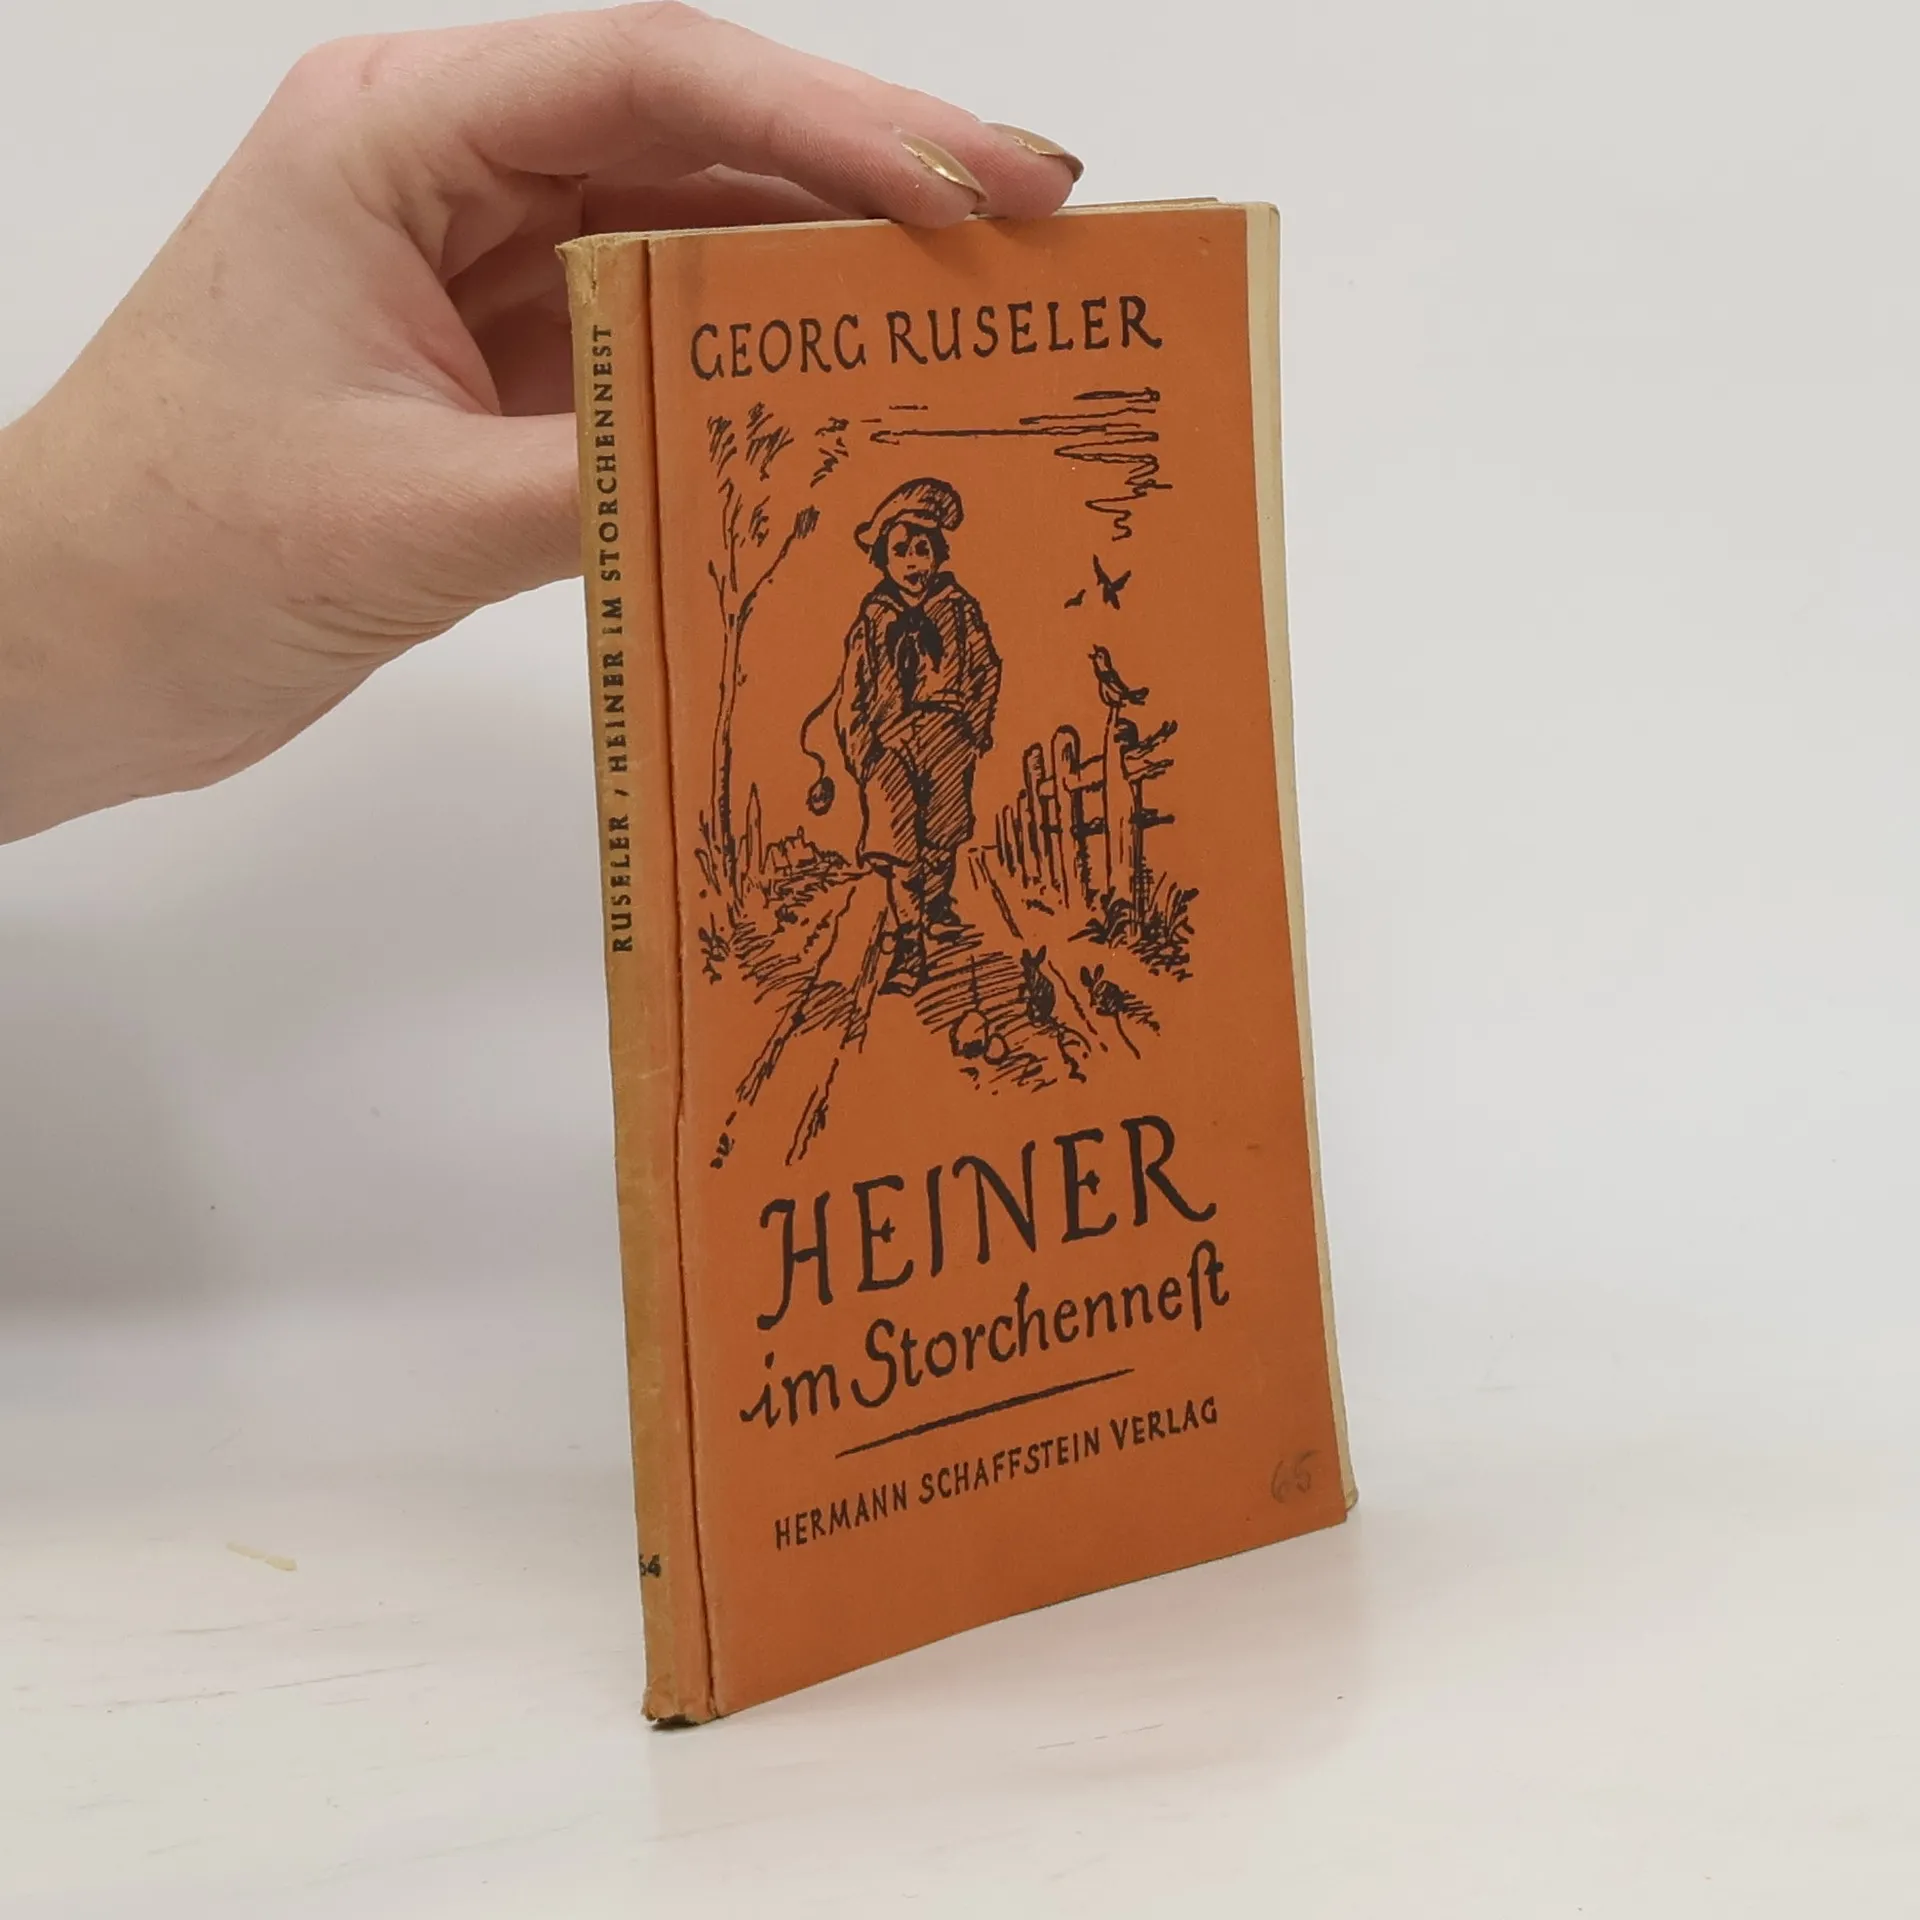 GEORG RUSELER
HEINER
im Storchenneſt
HERMANN SCHAFFSTEIN VERLAG
65
RUSELER / HEINER IM STORCHENNEST